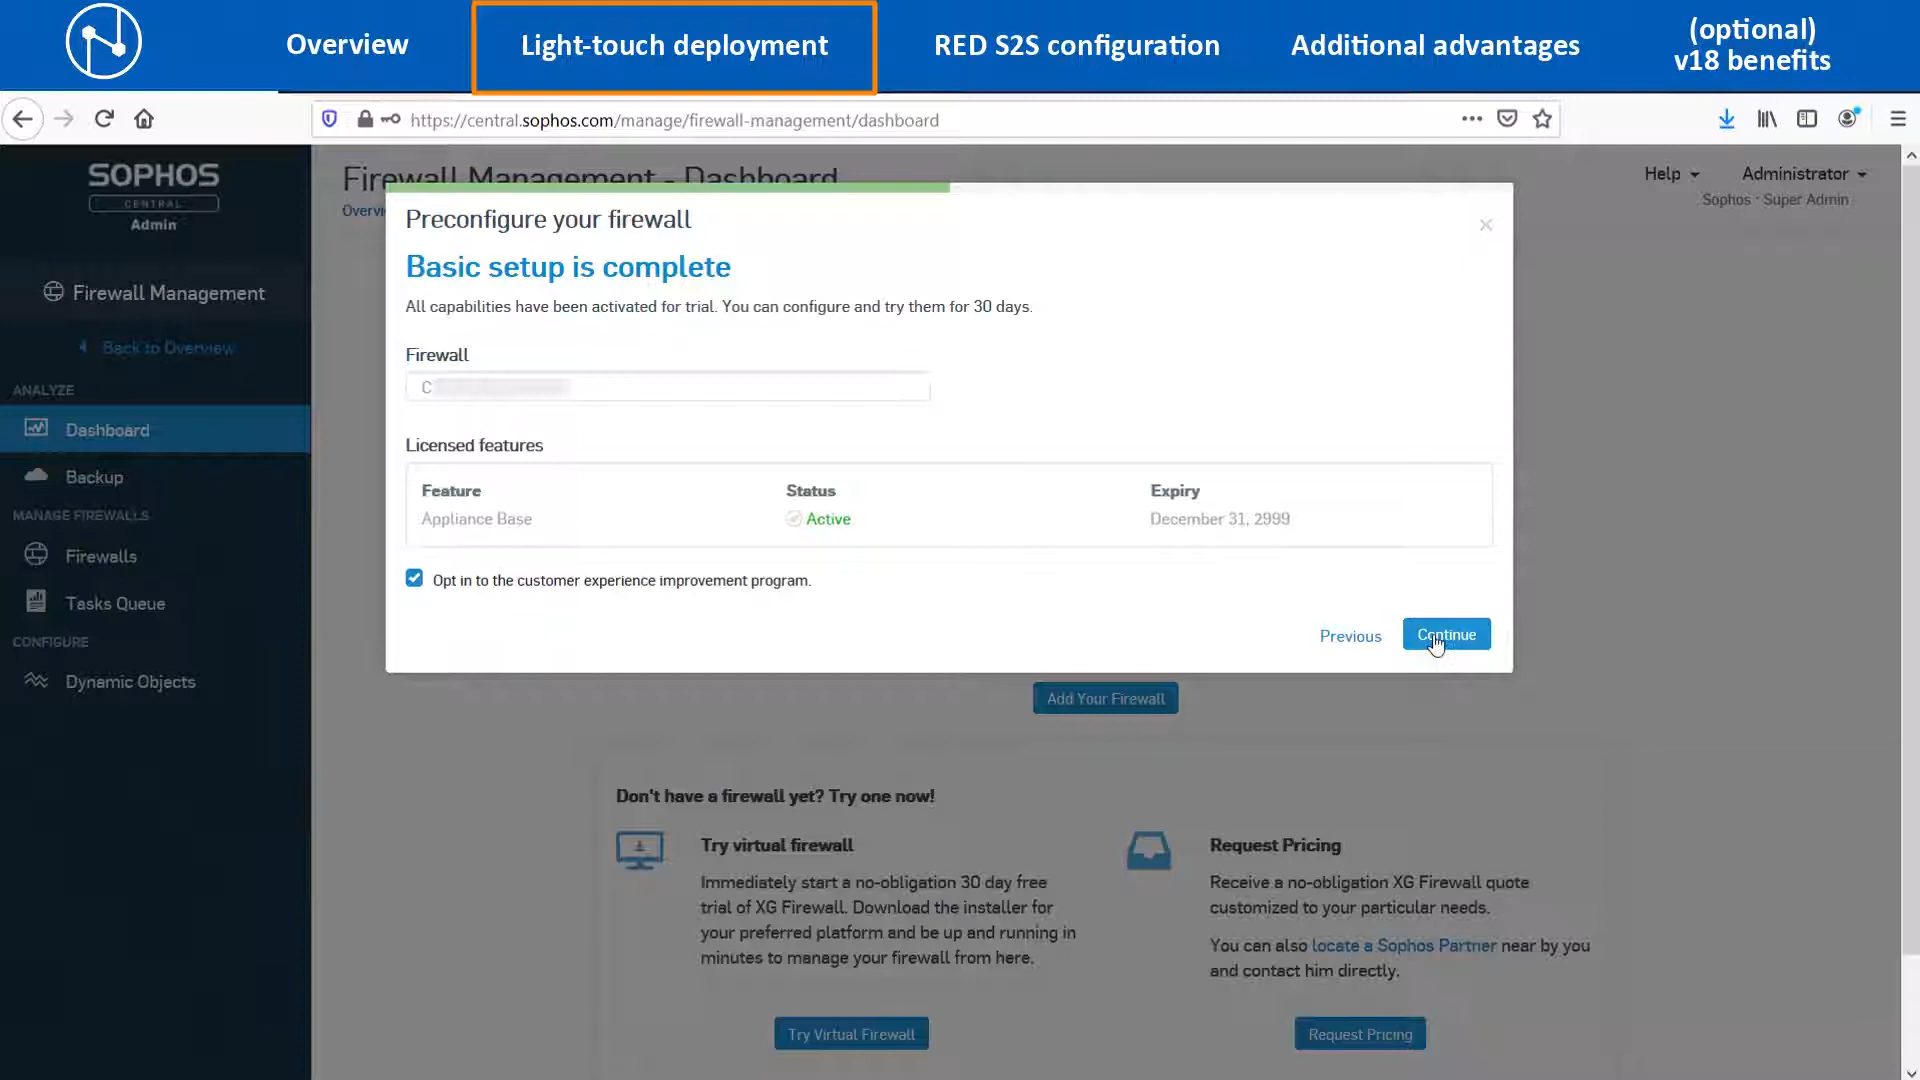 Overview
Light-touch deployment
RED S2S configuration
Additional advantages
(optional)
v18 benefits
https://central.sophos.com/manage/firewall-management/dashboard
SOPHOS
CENTRAL
Admin
Firewall Management
Back to Overview
ANALYZE
Dashboard
Backup
MANAGE FIREWALLS
Firewalls
Tasks Queue
CONFIGURE
Dynamic Objects
Firewall Management - Dashboard
Help
Administrator
Sophos · Super Admin
Preconfigure your firewall
Basic setup is complete
All capabilities have been activated for trial. You can configure and try them for 30 days.
Firewall
C
Licensed features
Feature Status Expiry
Appliance Base Active December 31, 2999
Opt in to the customer experience improvement program.
Previous
Continue
Add Your Firewall
Don't have a firewall yet? Try one now!
Try virtual firewall
Immediately start a no-obligation 30 day free
trial of XG Firewall. Download the installer for
your preferred platform and be up and running in
minutes to manage your firewall from here.
Try Virtual Firewall
Request Pricing
Receive a no-obligation XG Firewall quote
customized to your particular needs.
You can also locate a Sophos Partner near by you
and contact him directly.
Request Pricing